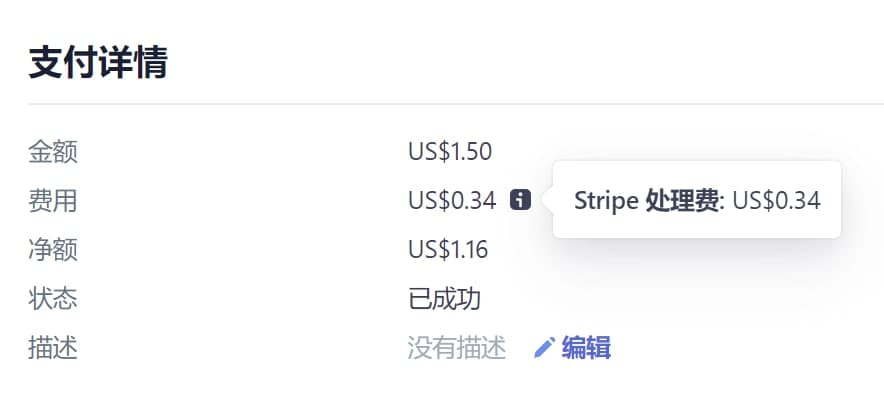 支付详情
金额 US$1.50
费用 US$0.34 Stripe 处理费: US$0.34
净额 US$1.16
状态 已成功
描述 没有描述 编辑